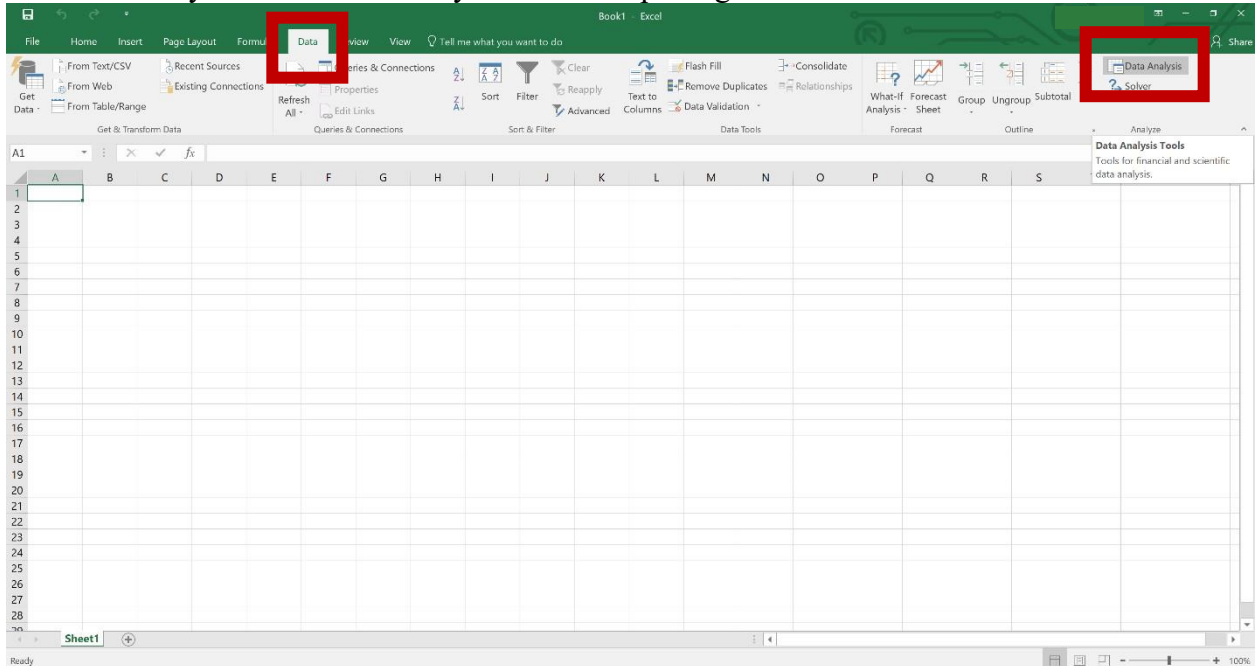 Book1 - Excel
File Home Insert Page Layout Formul Data view View Tell me what you want to do Share
Get Data
From Text/CSV
From Web
From Table/Range
Recent Sources
Existing Connections
Get & Transform Data
Refresh All
Queries & Connections
Properties
Edit Links
Queries & Connections
Sort
Filter
Clear
Reapply
Advanced
Sort & Filter
Text to Columns
Flash Fill
Remove Duplicates
Data Validation
Consolidate
Relationships
Data Tools
What-If Analysis
Forecast Sheet
Forecast
Group
Ungroup
Subtotal
Outline
Data Analysis
Solver
Analyze
A1 fx
Data Analysis Tools
Tools for financial and scientific
data analysis.
A B C D E F G H I J K L M N O P Q R S
1
2
3
4
5
6
7
8
9
10
11
12
13
14
15
16
17
18
19
20
21
22
23
24
25
26
27
28
29
Sheet1
Ready 100%